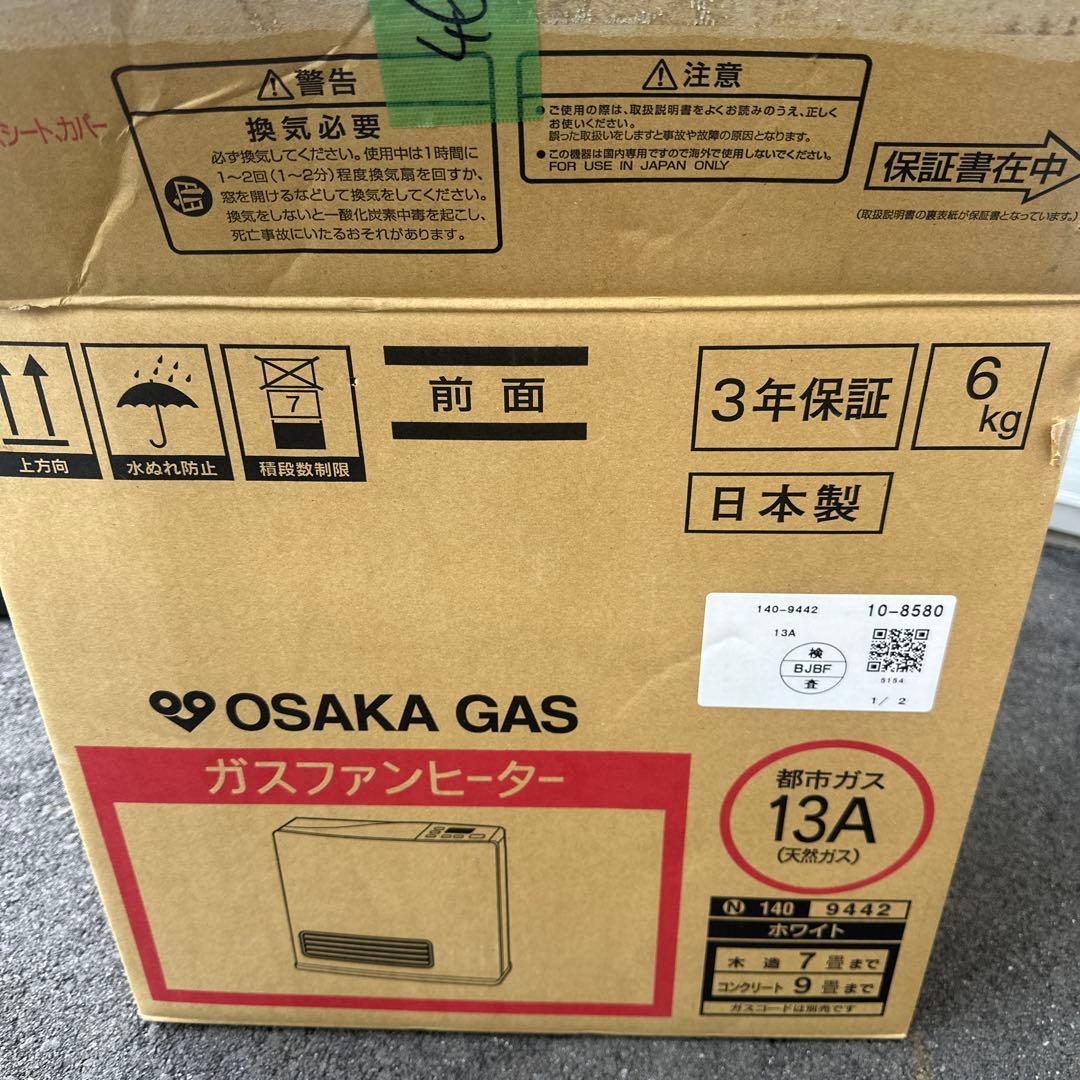 シート・カバー
46
警告
換気必要
必ず換気してください。使用中は1時間に
1〜2回(1〜2分)程度換気扇を回すか、
窓を開けるなどして換気をしてください。
換気をしないと一酸化炭素中毒を起こし、
死亡事故にいたるおそれがあります。
注意
●ご使用の際は、取扱説明書をよくお読みのうえ、正しく
お使いください。
誤った取扱いをしますと事故や故障の原因となります。
●この機器は国内専用ですので海外で使用しないでください。
FOR USE IN JAPAN ONLY
保証書在中
(取扱説明書の裏表紙が保証書となっています。)
上方向
水ぬれ防止
7
積段数制限
前面
3年保証
6
kg
日本製
140-9442
10-8580
13A
検
BJBF
査
5154
1/ 2
OSAKA GAS
ガスファンヒーター
都市ガス
13A
(天然ガス)
N 140 9442
ホワイト
木造 7 畳まで
コンクリート 9 畳まで
ガスコードは別売です